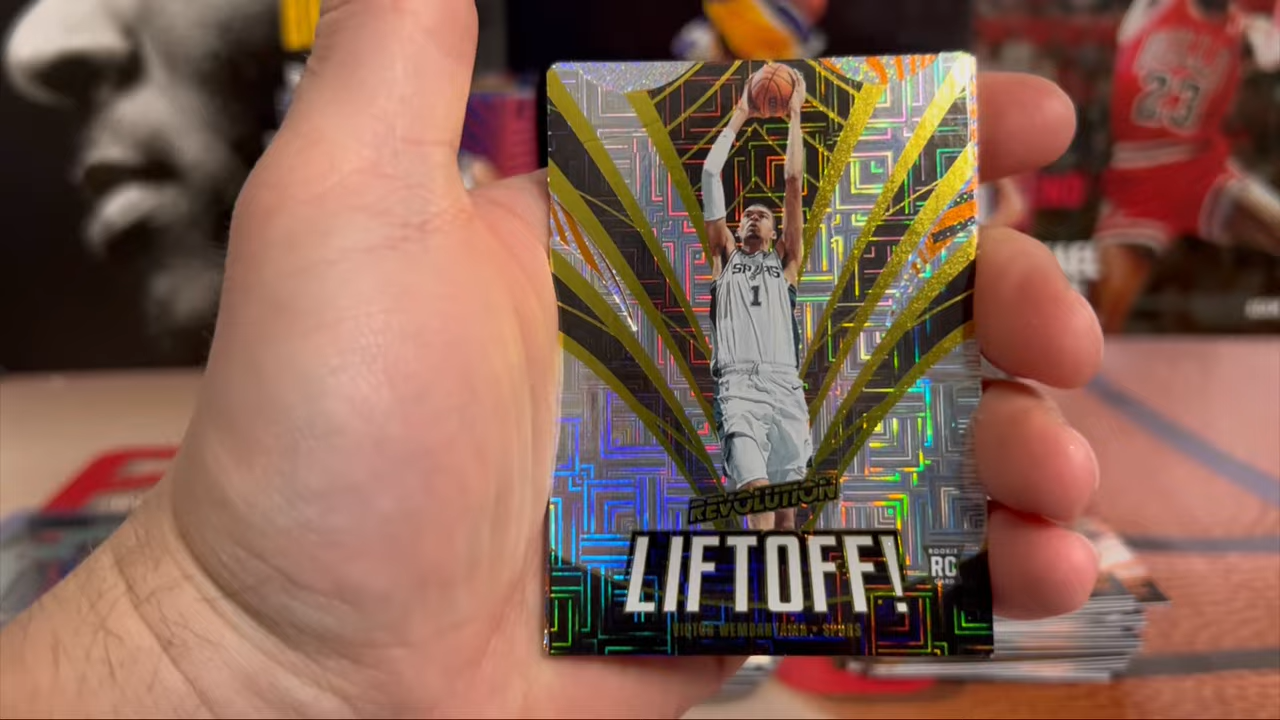 23
SPURS
1
REVOLUTION
LIFTOFF!
ROOKIE
RC
CARD
VICTOR WEMBANYAMA • SPURS